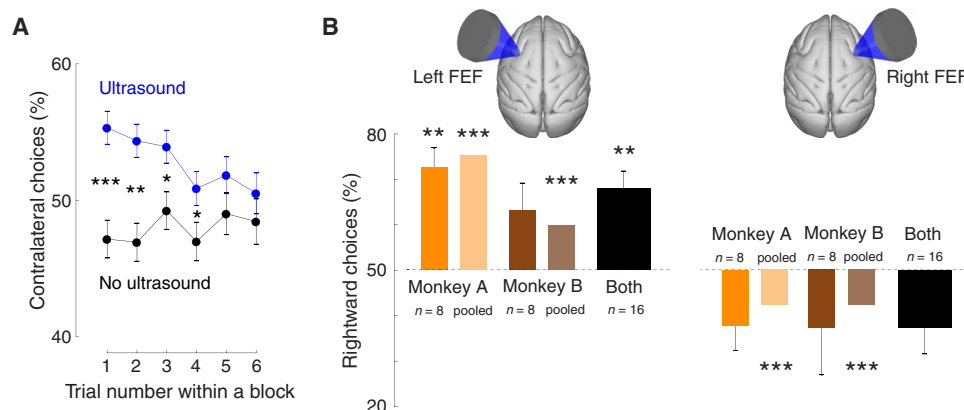 A
60
Ultrasound
Contralateral choices (%)
***
**
*
*
50
No ultrasound
40
1 2 3 4 5 6
Trial number within a block
B
Left FEF
Right FEF
80
** *** *** **
Rightward choices (%)
50
Monkey A Monkey B Both
n = 8 pooled n = 8 pooled n = 16
20
Monkey A Monkey B Both
n = 8 pooled n = 8 pooled n = 16
*** ***